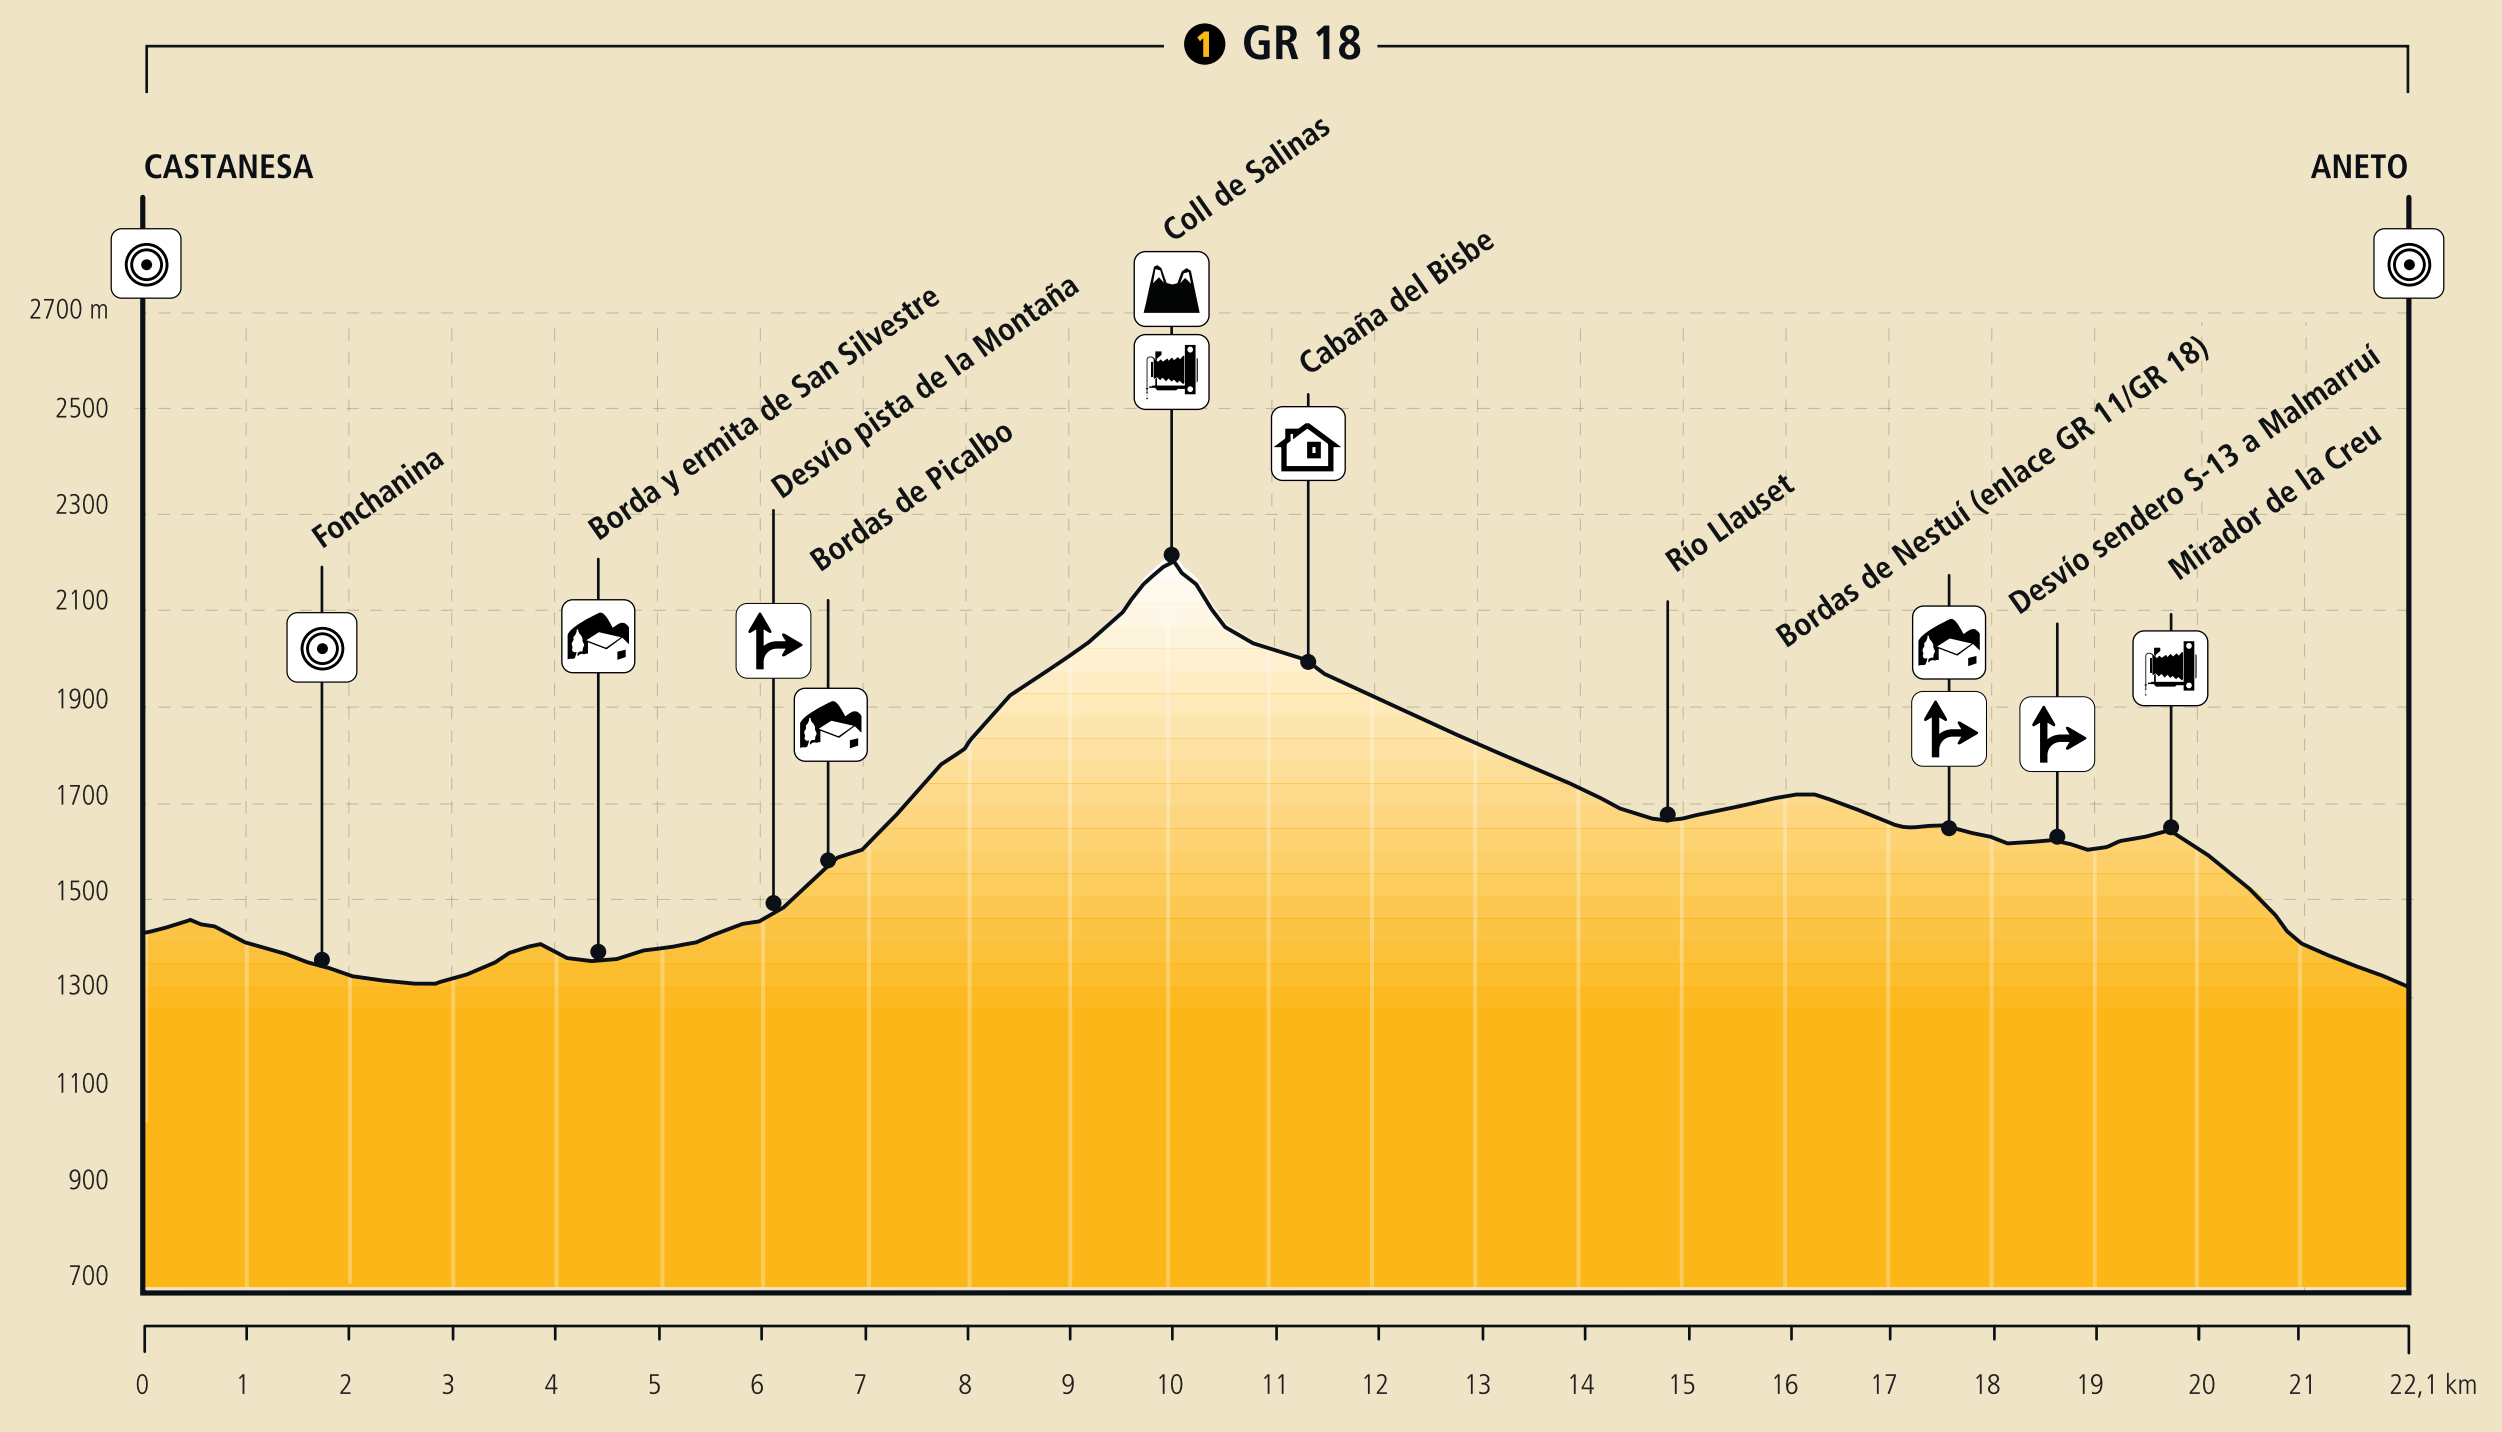 1 GR 18
CASTANESA
ANETO
Coll de Salinas
Cabaña del Bisbe
Fonchanina
Borda y ermita de San Silvestre
Desvío pista de la Montaña
Bordas de Picalbo
Río Llauset
Bordas de Nestuí (enlace GR 11/GR 18)
Desvío sendero S-13 a Malmarruí
Mirador de la Creu
2700 m
2500
2300
2100
1900
1700
1500
1300
1100
900
700
0 1 2 3 4 5 6 7 8 9 10 11 12 13 14 15 16 17 18 19 20 21 22,1 km